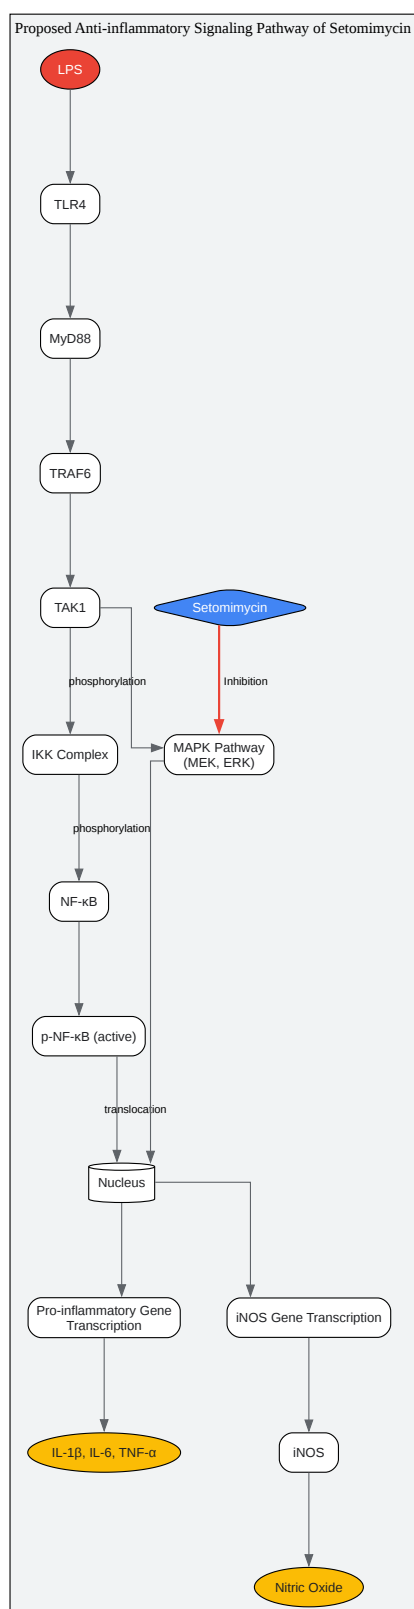 Proposed Anti-inflammatory Signaling Pathway of Setomimycin
LPS
TLR4
MyD88
TRAF6
TAK1
Setomimycin
phosphorylation
Inhibition
IKK Complex
MAPK Pathway
(MEK, ERK)
phosphorylation
NF-κB
p-NF-κB (active)
translocation
Nucleus
Pro-inflammatory Gene
Transcription
iNOS Gene Transcription
IL-1β, IL-6, TNF-α
iNOS
Nitric Oxide